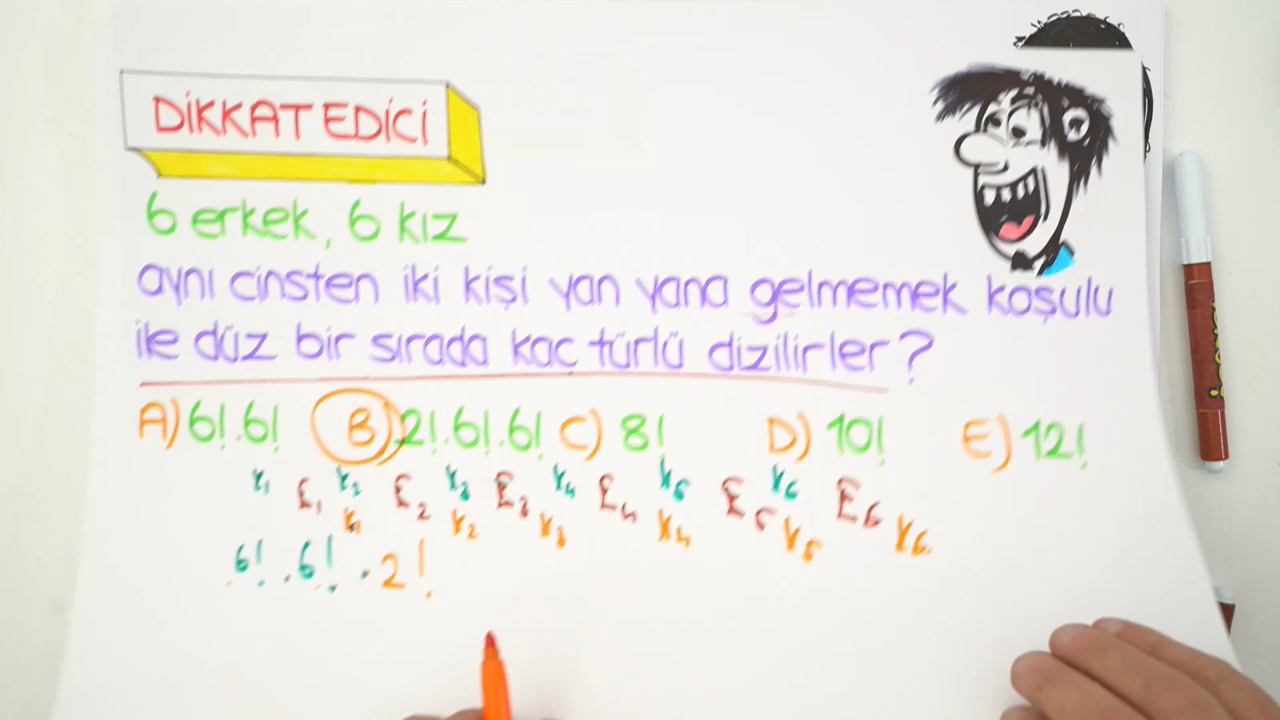 DİKKAT EDİCİ
6 erkek, 6 kız
aynı cinsten iki kişi yan yana gelmemek koşulu
ile düz bir sırada kaç türlü dizilirler?
A) 6!.6! B) 2!.6!.6! C) 8! D) 10! E) 12!
K1 E1 K2 E2 K3 E3 K4 E4 K5 E5 K6 E6
K1 K2 K3 K4 K5 K6
6! . 6! . 2!